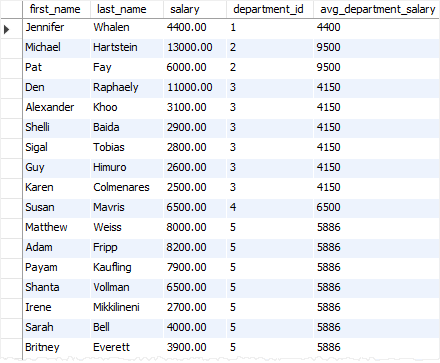 first_name last_name salary department_id avg_department_salary
Jennifer Whalen 4400.00 1 4400
Michael Hartstein 13000.00 2 9500
Pat Fay 6000.00 2 9500
Den Raphaely 11000.00 3 4150
Alexander Khoo 3100.00 3 4150
Shelli Baida 2900.00 3 4150
Sigal Tobias 2800.00 3 4150
Guy Himuro 2600.00 3 4150
Karen Colmenares 2500.00 3 4150
Susan Mavris 6500.00 4 6500
Matthew Weiss 8000.00 5 5886
Adam Fripp 8200.00 5 5886
Payam Kaufling 7900.00 5 5886
Shanta Vollman 6500.00 5 5886
Irene Mikkilineni 2700.00 5 5886
Sarah Bell 4000.00 5 5886
Britney Everett 3900.00 5 5886